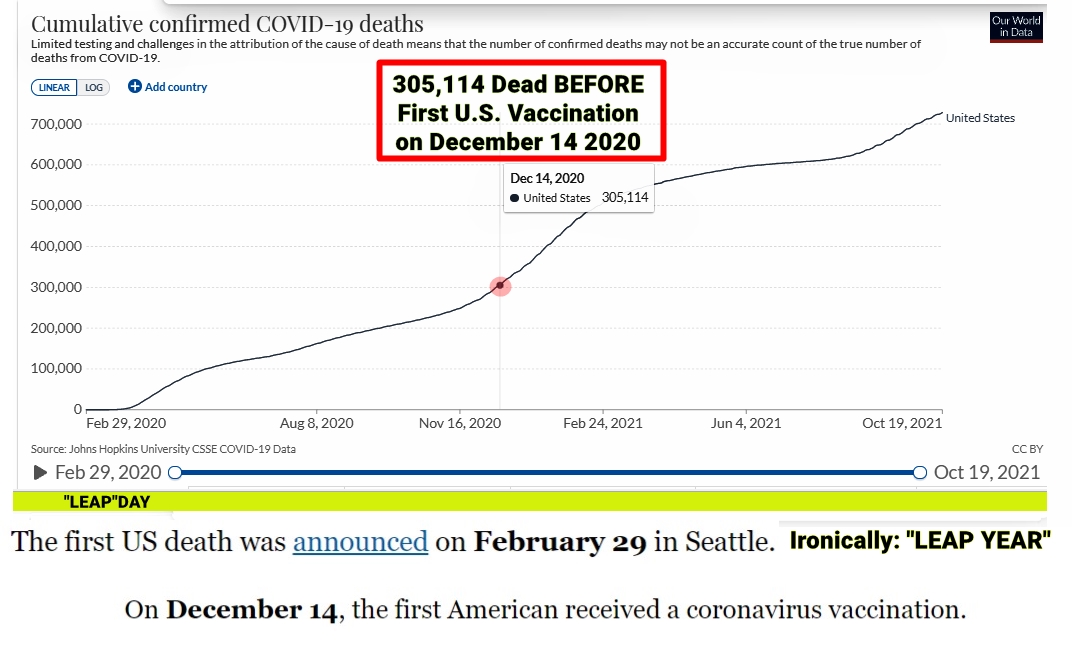 Cumulative confirmed COVID-19 deaths
Our World
in Data
Limited testing and challenges in the attribution of the cause of death means that the number of confirmed deaths may not be an accurate count of the true number of
deaths from COVID-19.
LINEAR LOG Add country
305,114 Dead BEFORE
First U.S. Vaccination
on December 14 2020
700,000
United States
600,000
Dec 14, 2020
United States 305,114
500,000
400,000
300,000
200,000
100,000
0
Feb 29, 2020 Aug 8, 2020 Nov 16, 2020 Feb 24, 2021 Jun 4, 2021 Oct 19, 2021
Source: Johns Hopkins University CSSE COVID-19 Data CC BY
Feb 29, 2020 Oct 19, 2021
"LEAP"DAY
The first US death was announced on February 29 in Seattle. Ironically: "LEAP YEAR"
On December 14, the first American received a coronavirus vaccination.